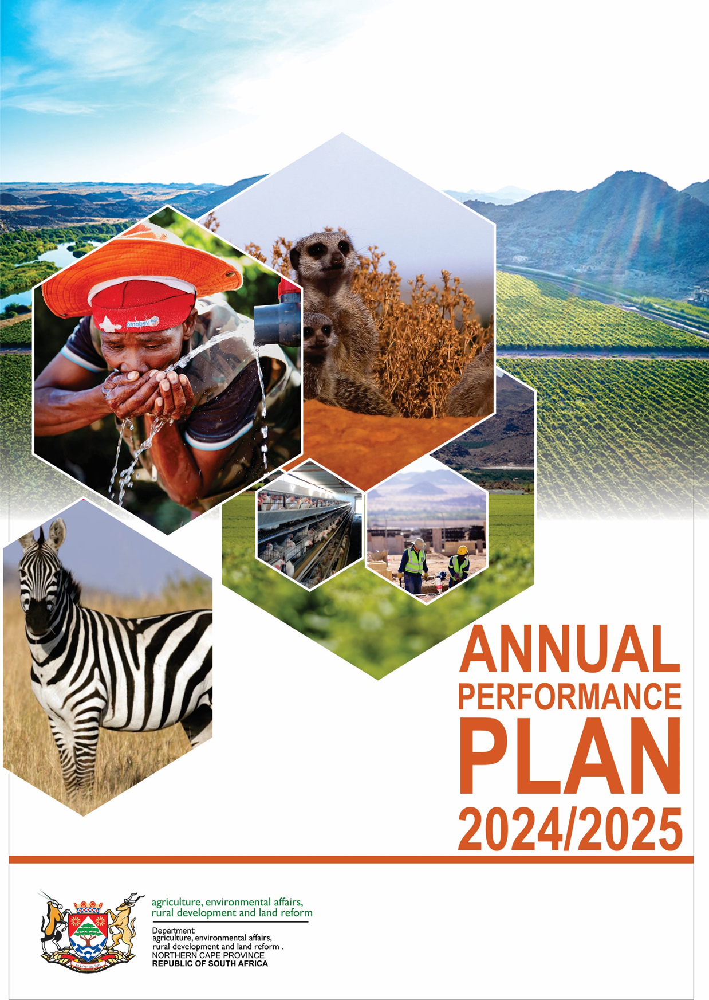 vedanta
ANNUAL
PERFORMANCE
PLAN
2024/2025
agriculture, environmental affairs,
rural development and land reform
Department:
agriculture, environmental affairs,
rural development and land reform .
NORTHERN CAPE PROVINCE
REPUBLIC OF SOUTH AFRICA